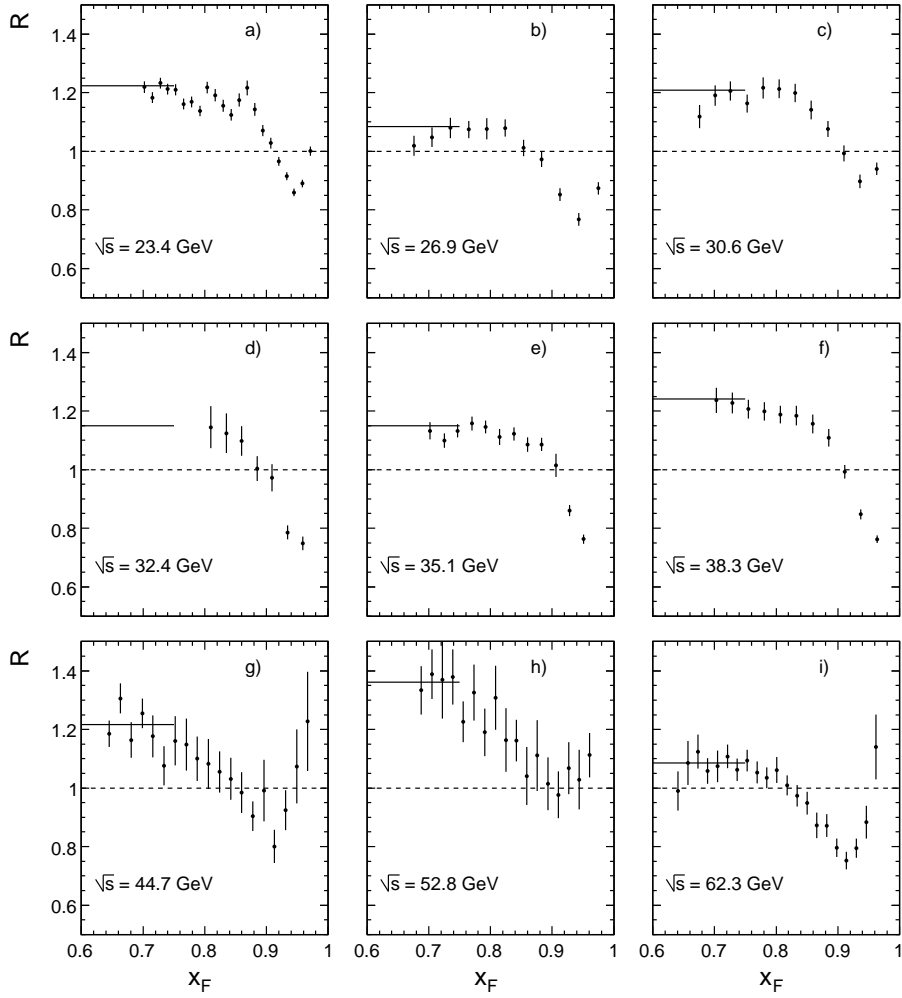 R
1.4
1.2
1
0.8
0.6
a)
√s = 23.4 GeV
b)
√s = 26.9 GeV
c)
√s = 30.6 GeV
R
1.4
1.2
1
0.8
0.6
d)
√s = 32.4 GeV
e)
√s = 35.1 GeV
f)
√s = 38.3 GeV
R
1.4
1.2
1
0.8
0.6
g)
√s = 44.7 GeV
h)
√s = 52.8 GeV
i)
√s = 62.3 GeV
0.6 0.7 0.8 0.9 1
0.6 0.7 0.8 0.9 1
0.6 0.7 0.8 0.9 1
x_F
x_F
x_F